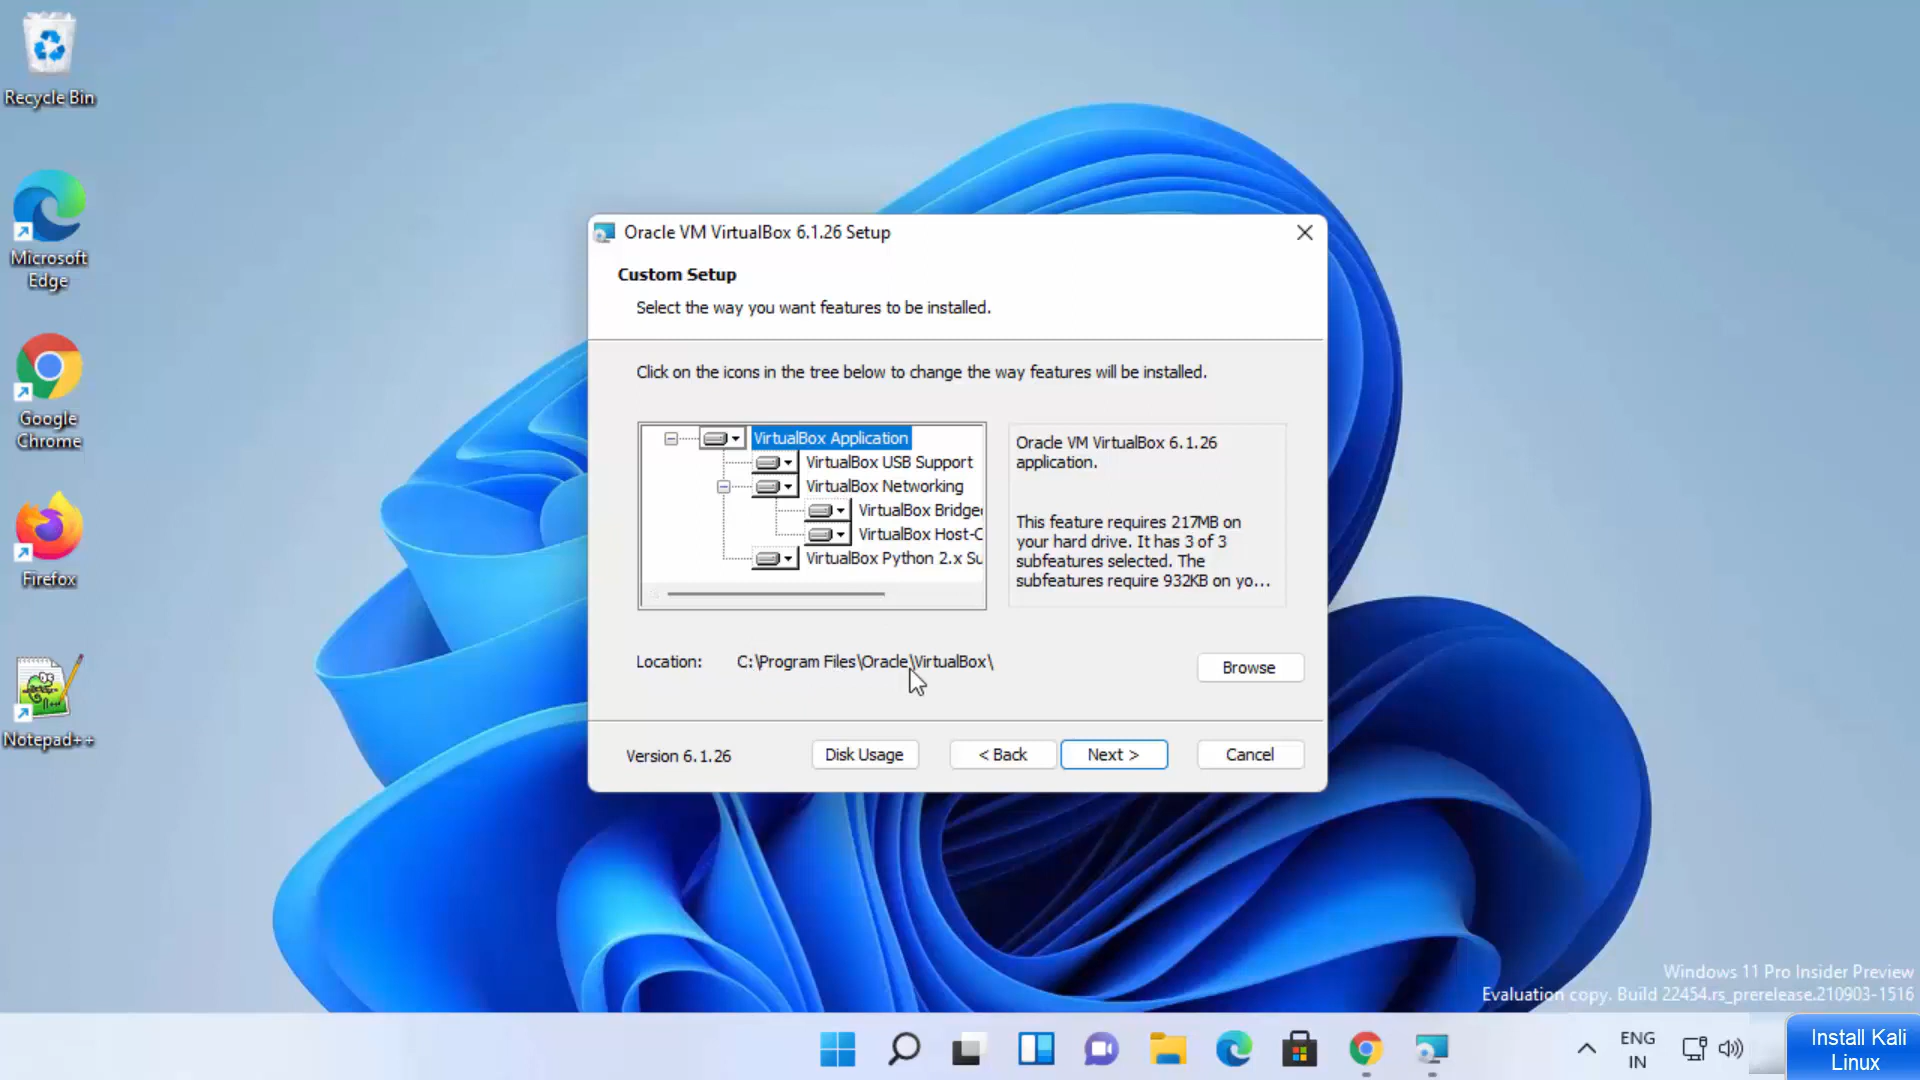 Recycle Bin
Microsoft
Edge
Google
Chrome
Firefox
Notepad++
Oracle VM VirtualBox 6.1.26 Setup
Custom Setup
Select the way you want features to be installed.
Click on the icons in the tree below to change the way features will be installed.
VirtualBox Application
VirtualBox USB Support
VirtualBox Networking
VirtualBox Bridge
VirtualBox Host-C
VirtualBox Python 2.x Su
Oracle VM VirtualBox 6.1.26
application.
This feature requires 217MB on
your hard drive. It has 3 of 3
subfeatures selected. The
subfeatures require 932KB on yo...
Location: C:\Program Files\Oracle\VirtualBox\
Browse
Version 6.1.26
Disk Usage
< Back
Next >
Cancel
Windows 11 Pro Insider Preview
Evaluation copy. Build 22454.rs_prerelease.210903-1516
ENG
IN
Install Kali
Linux